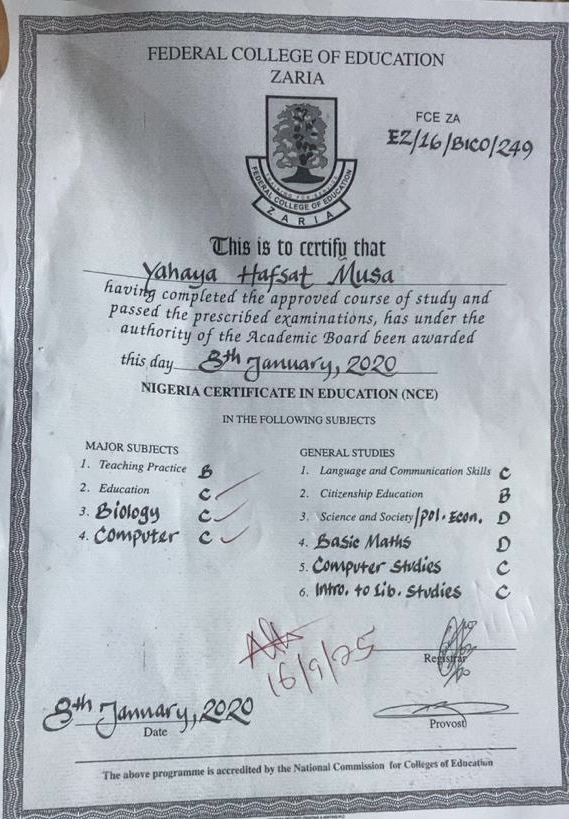 FEDERAL COLLEGE OF EDUCATION
ZARIA
FCE ZA
EZ/16/BICO/249
FEDERAL COLLEGE OF EDUCATION
ZARIA
This is to certify that
Yahaya Hafsat Musa
having completed the approved course of study and
passed the prescribed examinations, has under the
authority of the Academic Board been awarded
this day 8th January, 2020
NIGERIA CERTIFICATE IN EDUCATION (NCE)
IN THE FOLLOWING SUBJECTS
MAJOR SUBJECTS
1. Teaching Practice B
2. Education C
3. Biology C
4. Computer C
GENERAL STUDIES
1. Language and Communication Skills C
2. Citizenship Education B
3. Science and Society/Pol. Econ. D
4. Basic Maths D
5. Computer Studies C
6. Intro. to Lib. Studies C
16/9/25
Registrar
8th January, 2020
Date
Provost
The above programme is accredited by the National Commission for Colleges of Education